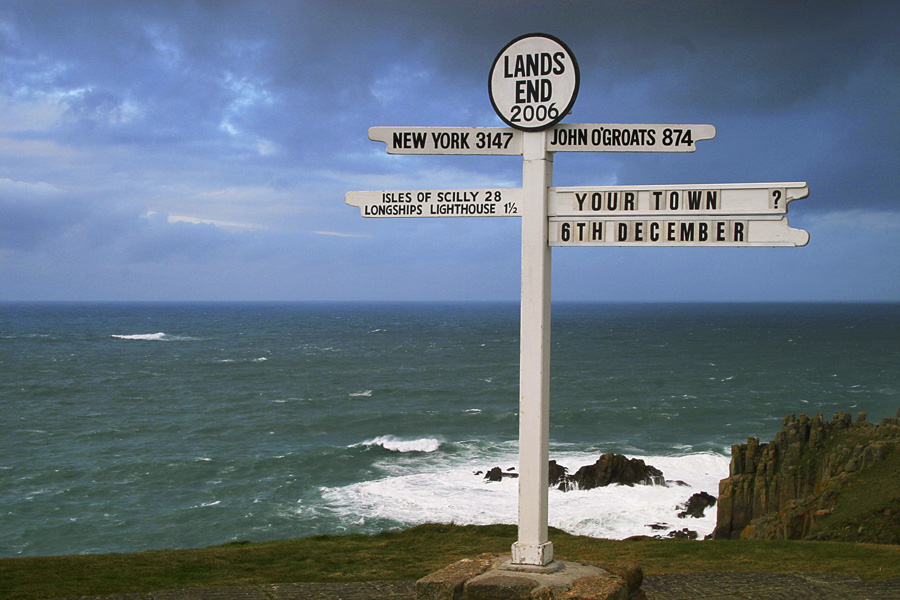 LANDS
END
2006
NEW YORK 3147
JOHN O'GROATS 874
ISLES OF SCILLY 28
LONGSHIPS LIGHTHOUSE 1½
YOUR TOWN ?
6TH DECEMBER